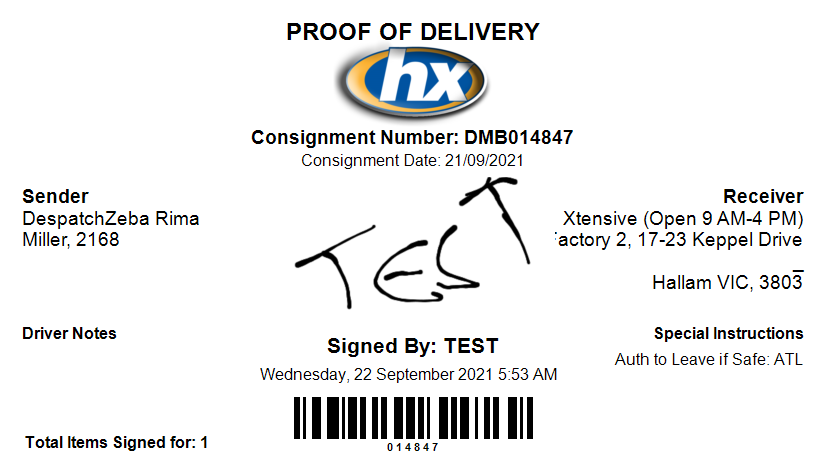 PROOF OF DELIVERY
hx
Consignment Number: DMB014847
Consignment Date: 21/09/2021
Sender
DespatchZeba Rima
Miller, 2168
TEST
Receiver
Xtensive (Open 9 AM-4 PM)
Factory 2, 17-23 Keppel Drive
Hallam VIC, 3803
Driver Notes
Signed By: TEST
Wednesday, 22 September 2021 5:53 AM
Special Instructions
Auth to Leave if Safe: ATL
Total Items Signed for: 1
014847